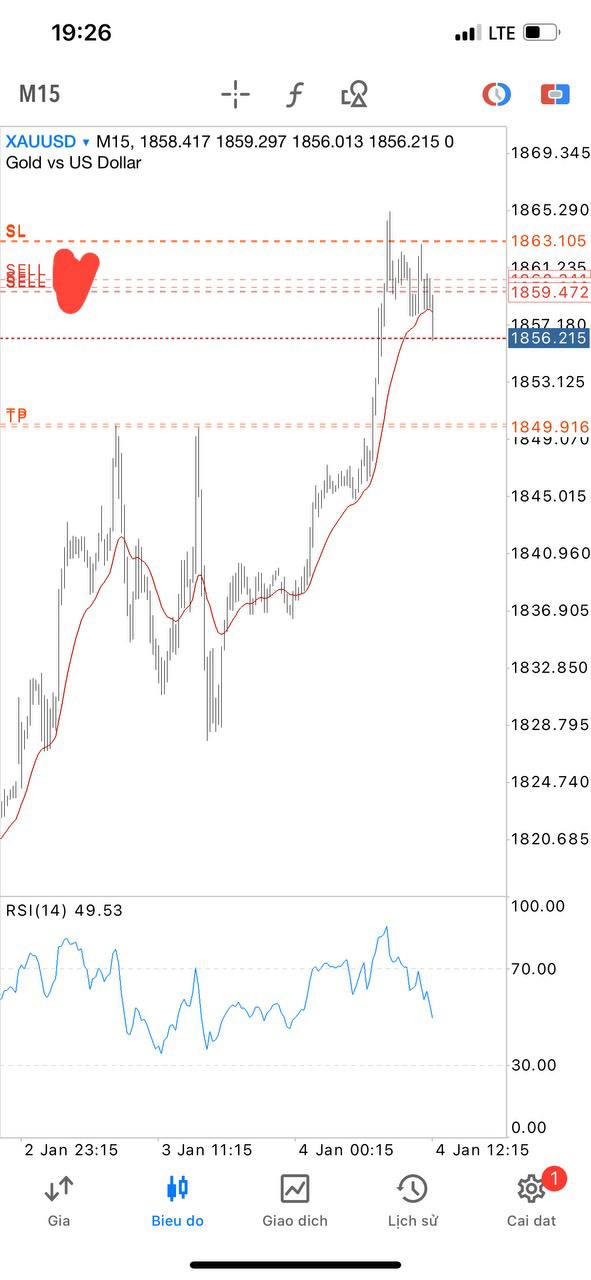 19:26
LTE
M15
XAUUSD ▾ M15, 1858.417 1859.297 1856.013 1856.215 0
Gold vs US Dollar
1869.345
1865.290
SL
1863.105
1861.235
SELL
SELL
1859.472
1857.180
1856.215
1853.125
TP
1849.916
1849.070
1845.015
1840.960
1836.905
1832.850
1828.795
1824.740
1820.685
RSI(14) 49.53
100.00
70.00
30.00
0.00
2 Jan 23:15
3 Jan 11:15
4 Jan 00:15
4 Jan 12:15
1
Gia
Bieu do
Giao dich
Lịch sử
Cai dat